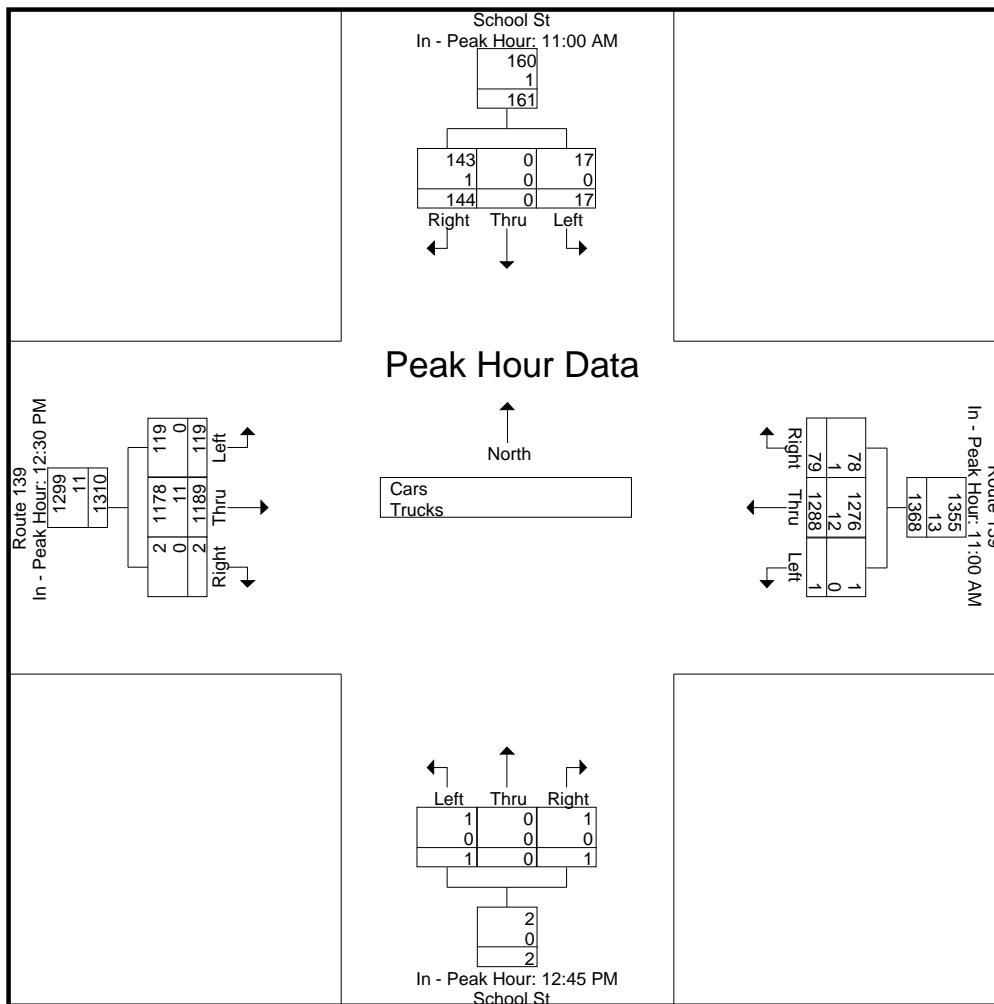 School St
In - Peak Hour: 11:00 AM
160
1
161
143 0 17
1 0 0
144 0 17
Right Thru Left
Peak Hour Data
North
Cars
Trucks
Route 139
In - Peak Hour: 12:30 PM
1299
11
1310
119 1178 2
0 11 0
119 1189 2
Left Thru Right
Route 139
In - Peak Hour: 11:00 AM
1355
13
1368
78 1276 1
1 12 0
79 1288 1
Right Thru Left
Left Thru Right
1 0 1
0 0 0
1 0 1
2
0
2
In - Peak Hour: 12:45 PM
School St